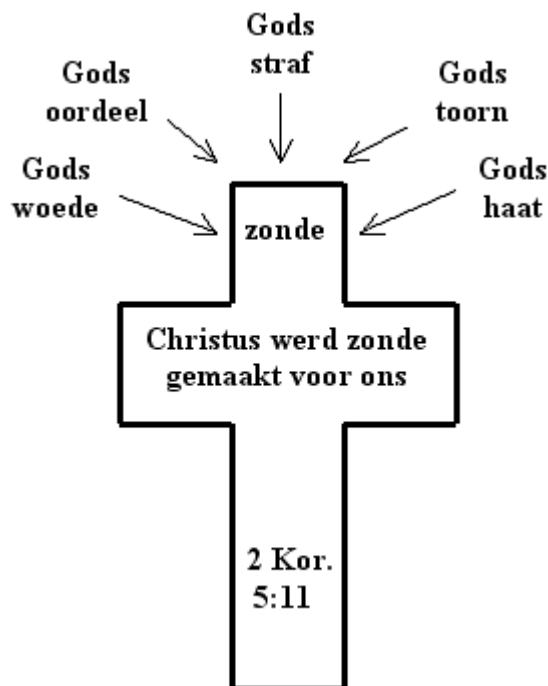 Gods
straf
Gods
oordeel
Gods
toorn
Gods
woede
Gods
haat
zonde
Christus werd zonde
gemaakt voor ons
2 Kor.
5:11